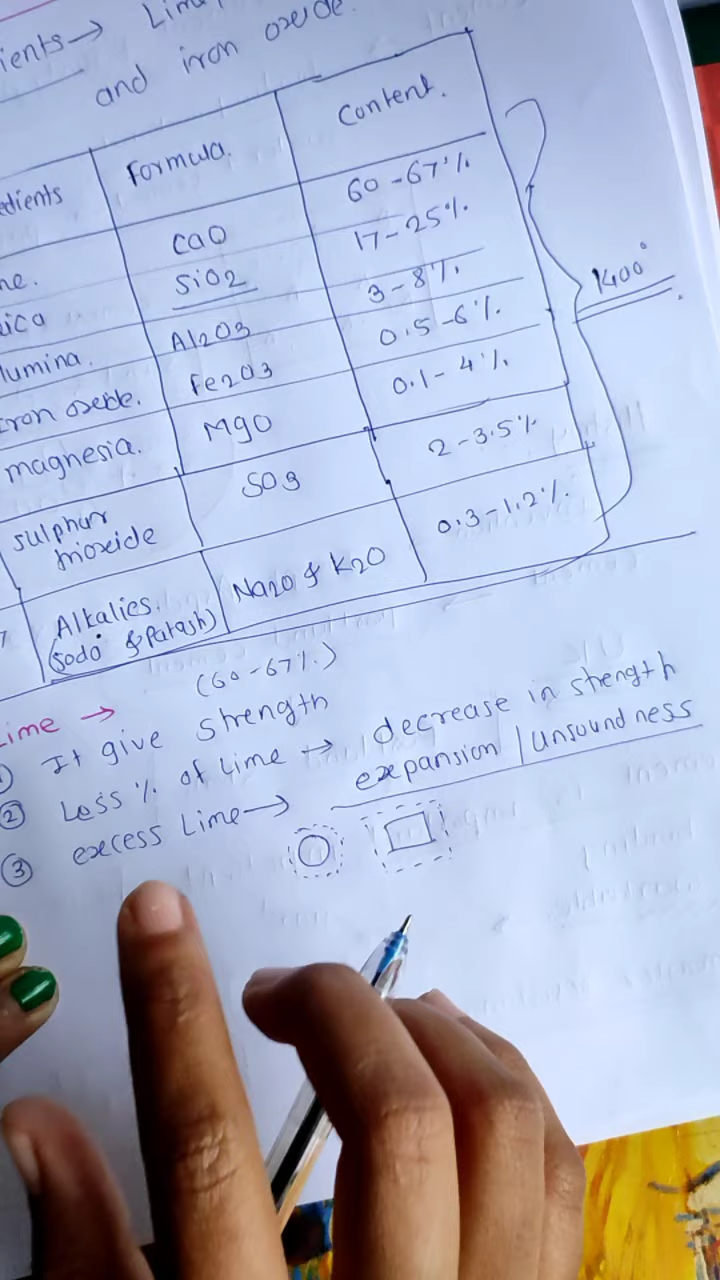 ients → Lime,
and iron oxide.
edients Formula. Content.
ne. CaO 60-67%
ica SiO2 17-25%
lumina. Al2O3 3-8%
Iron oxide. Fe2O3 0.5-6%
magnesia. MgO 0.1-4%
sulphur trioxide SO3 2-3.5%
7 Alkalies. (Soda & Patash) Na2O & K2O 0.3-1.2%
1400°
Lime → (60-67%.)
① It give strength
② Less % of Lime → decrease in strength
③ excess Lime → expansion / Unsoundness